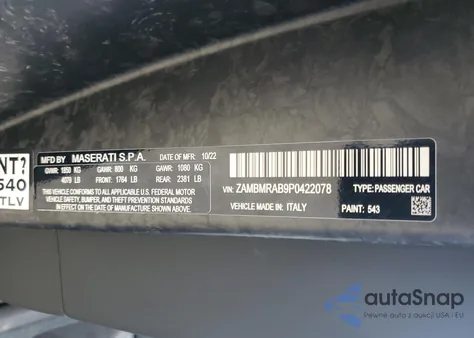 NT?
540
TLV
MFD BY MASERATI S.P.A. DATE OF MFR: 10/22
GVWR: 1850 KG GAWR: 800 KG GAWR: 1080 KG
4079 LB FRONT: 1764 LB REAR: 2381 LB
THIS VEHICLE CONFORMS TO ALL APPLICABLE U.S. FEDERAL MOTOR
VEHICLE SAFETY, BUMPER, AND THEFT PREVENTION STANDARDS
IN EFFECT ON THE DATE OF MANUFACTURE SHOWN ABOVE.
VIN: ZAMBMRAB9P0422078 TYPE: PASSENGER CAR
VEHICLE MADE IN: ITALY PAINT: 543
autoSnap
Pewne auto z aukcji USA i EU